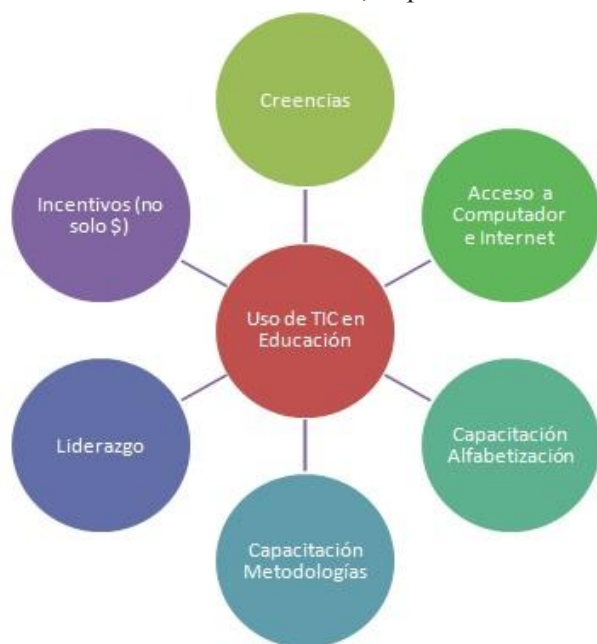 Creencias
Acceso a
Computador
e Internet
Capacitación
Alfabetización
Capacitación
Metodologías
Liderazgo
Incentivos (no
solo $)
Uso de TIC en
Educación